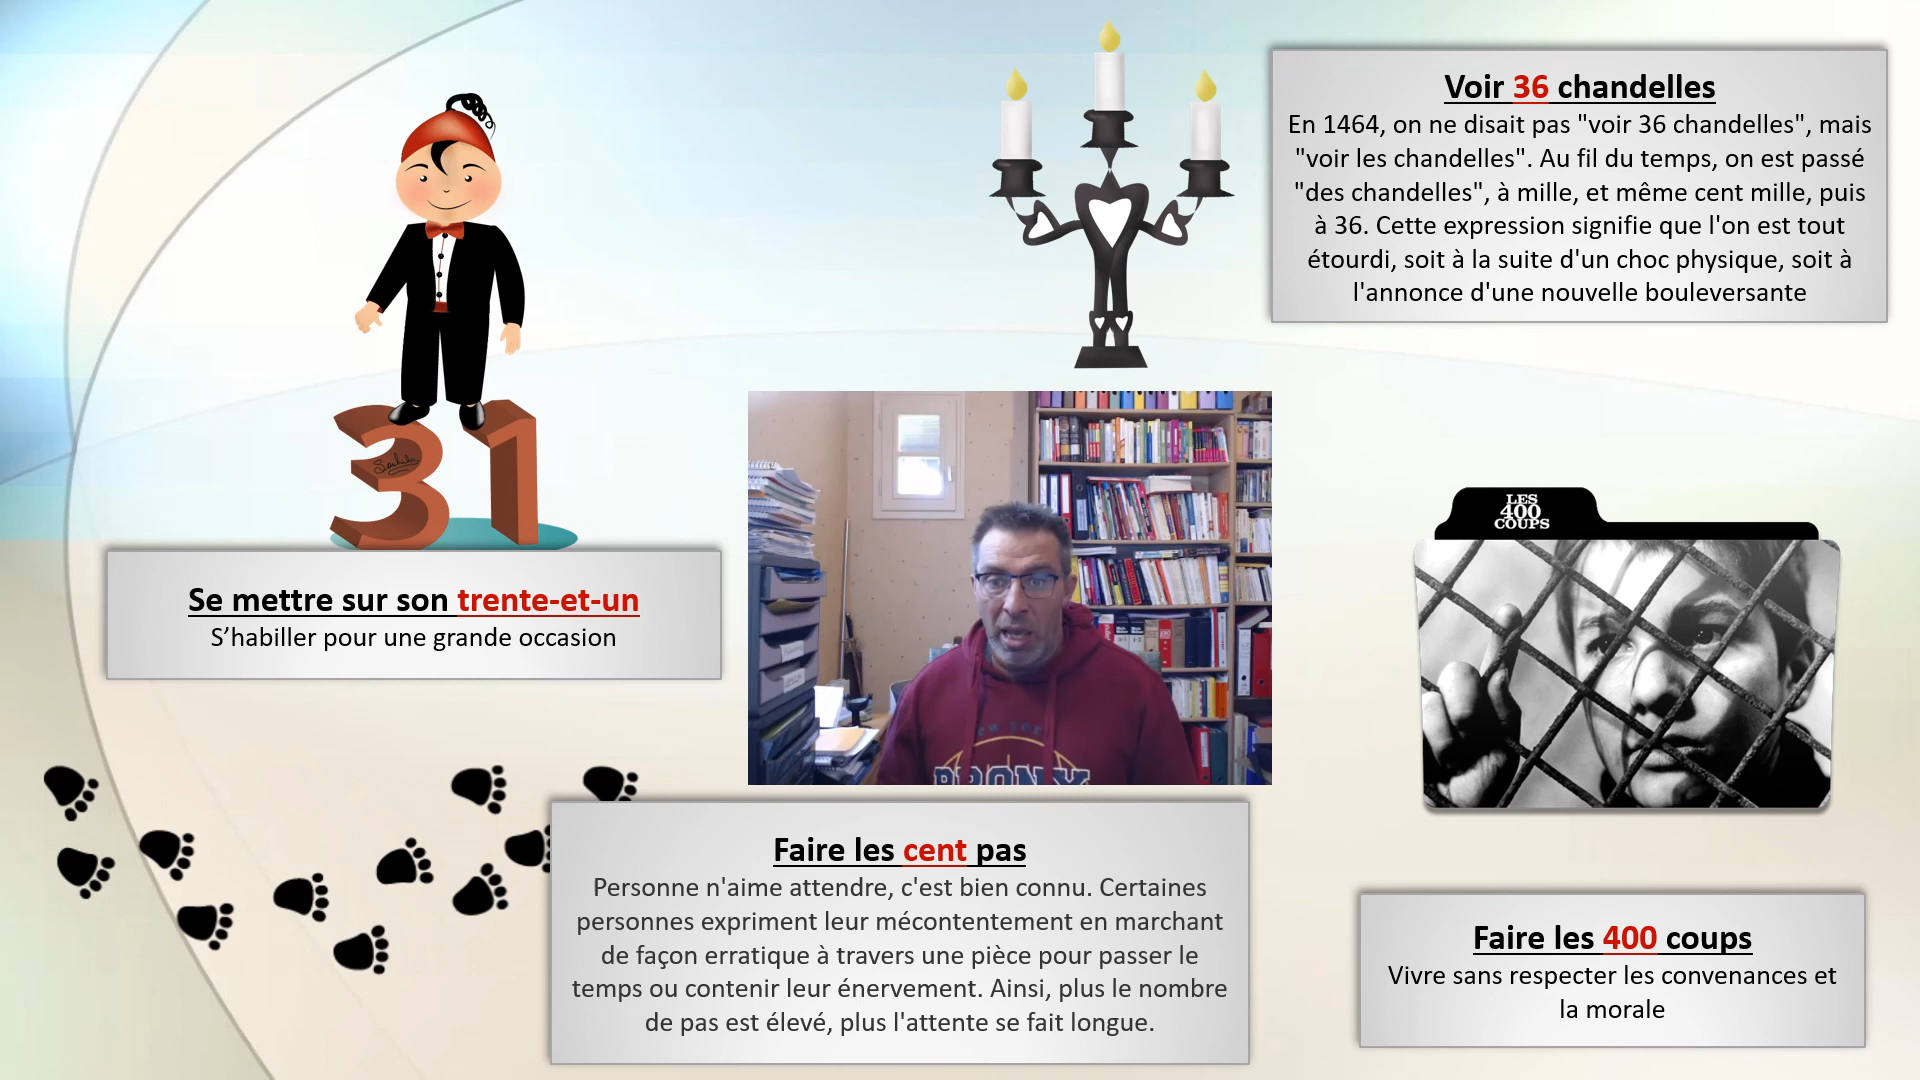 Voir 36 chandelles
En 1464, on ne disait pas "voir 36 chandelles", mais
"voir les chandelles". Au fil du temps, on est passé
"des chandelles", à mille, et même cent mille, puis
à 36. Cette expression signifie que l'on est tout
étourdi, soit à la suite d'un choc physique, soit à
l'annonce d'une nouvelle bouleversante
31
Se mettre sur son trente-et-un
S’habiller pour une grande occasion
LES
400
COUPS
BRONX
Faire les cent pas
Personne n'aime attendre, c'est bien connu. Certaines
personnes expriment leur mécontentement en marchant
de façon erratique à travers une pièce pour passer le
temps ou contenir leur énervement. Ainsi, plus le nombre
de pas est élevé, plus l'attente se fait longue.
Faire les 400 coups
Vivre sans respecter les convenances et
la morale